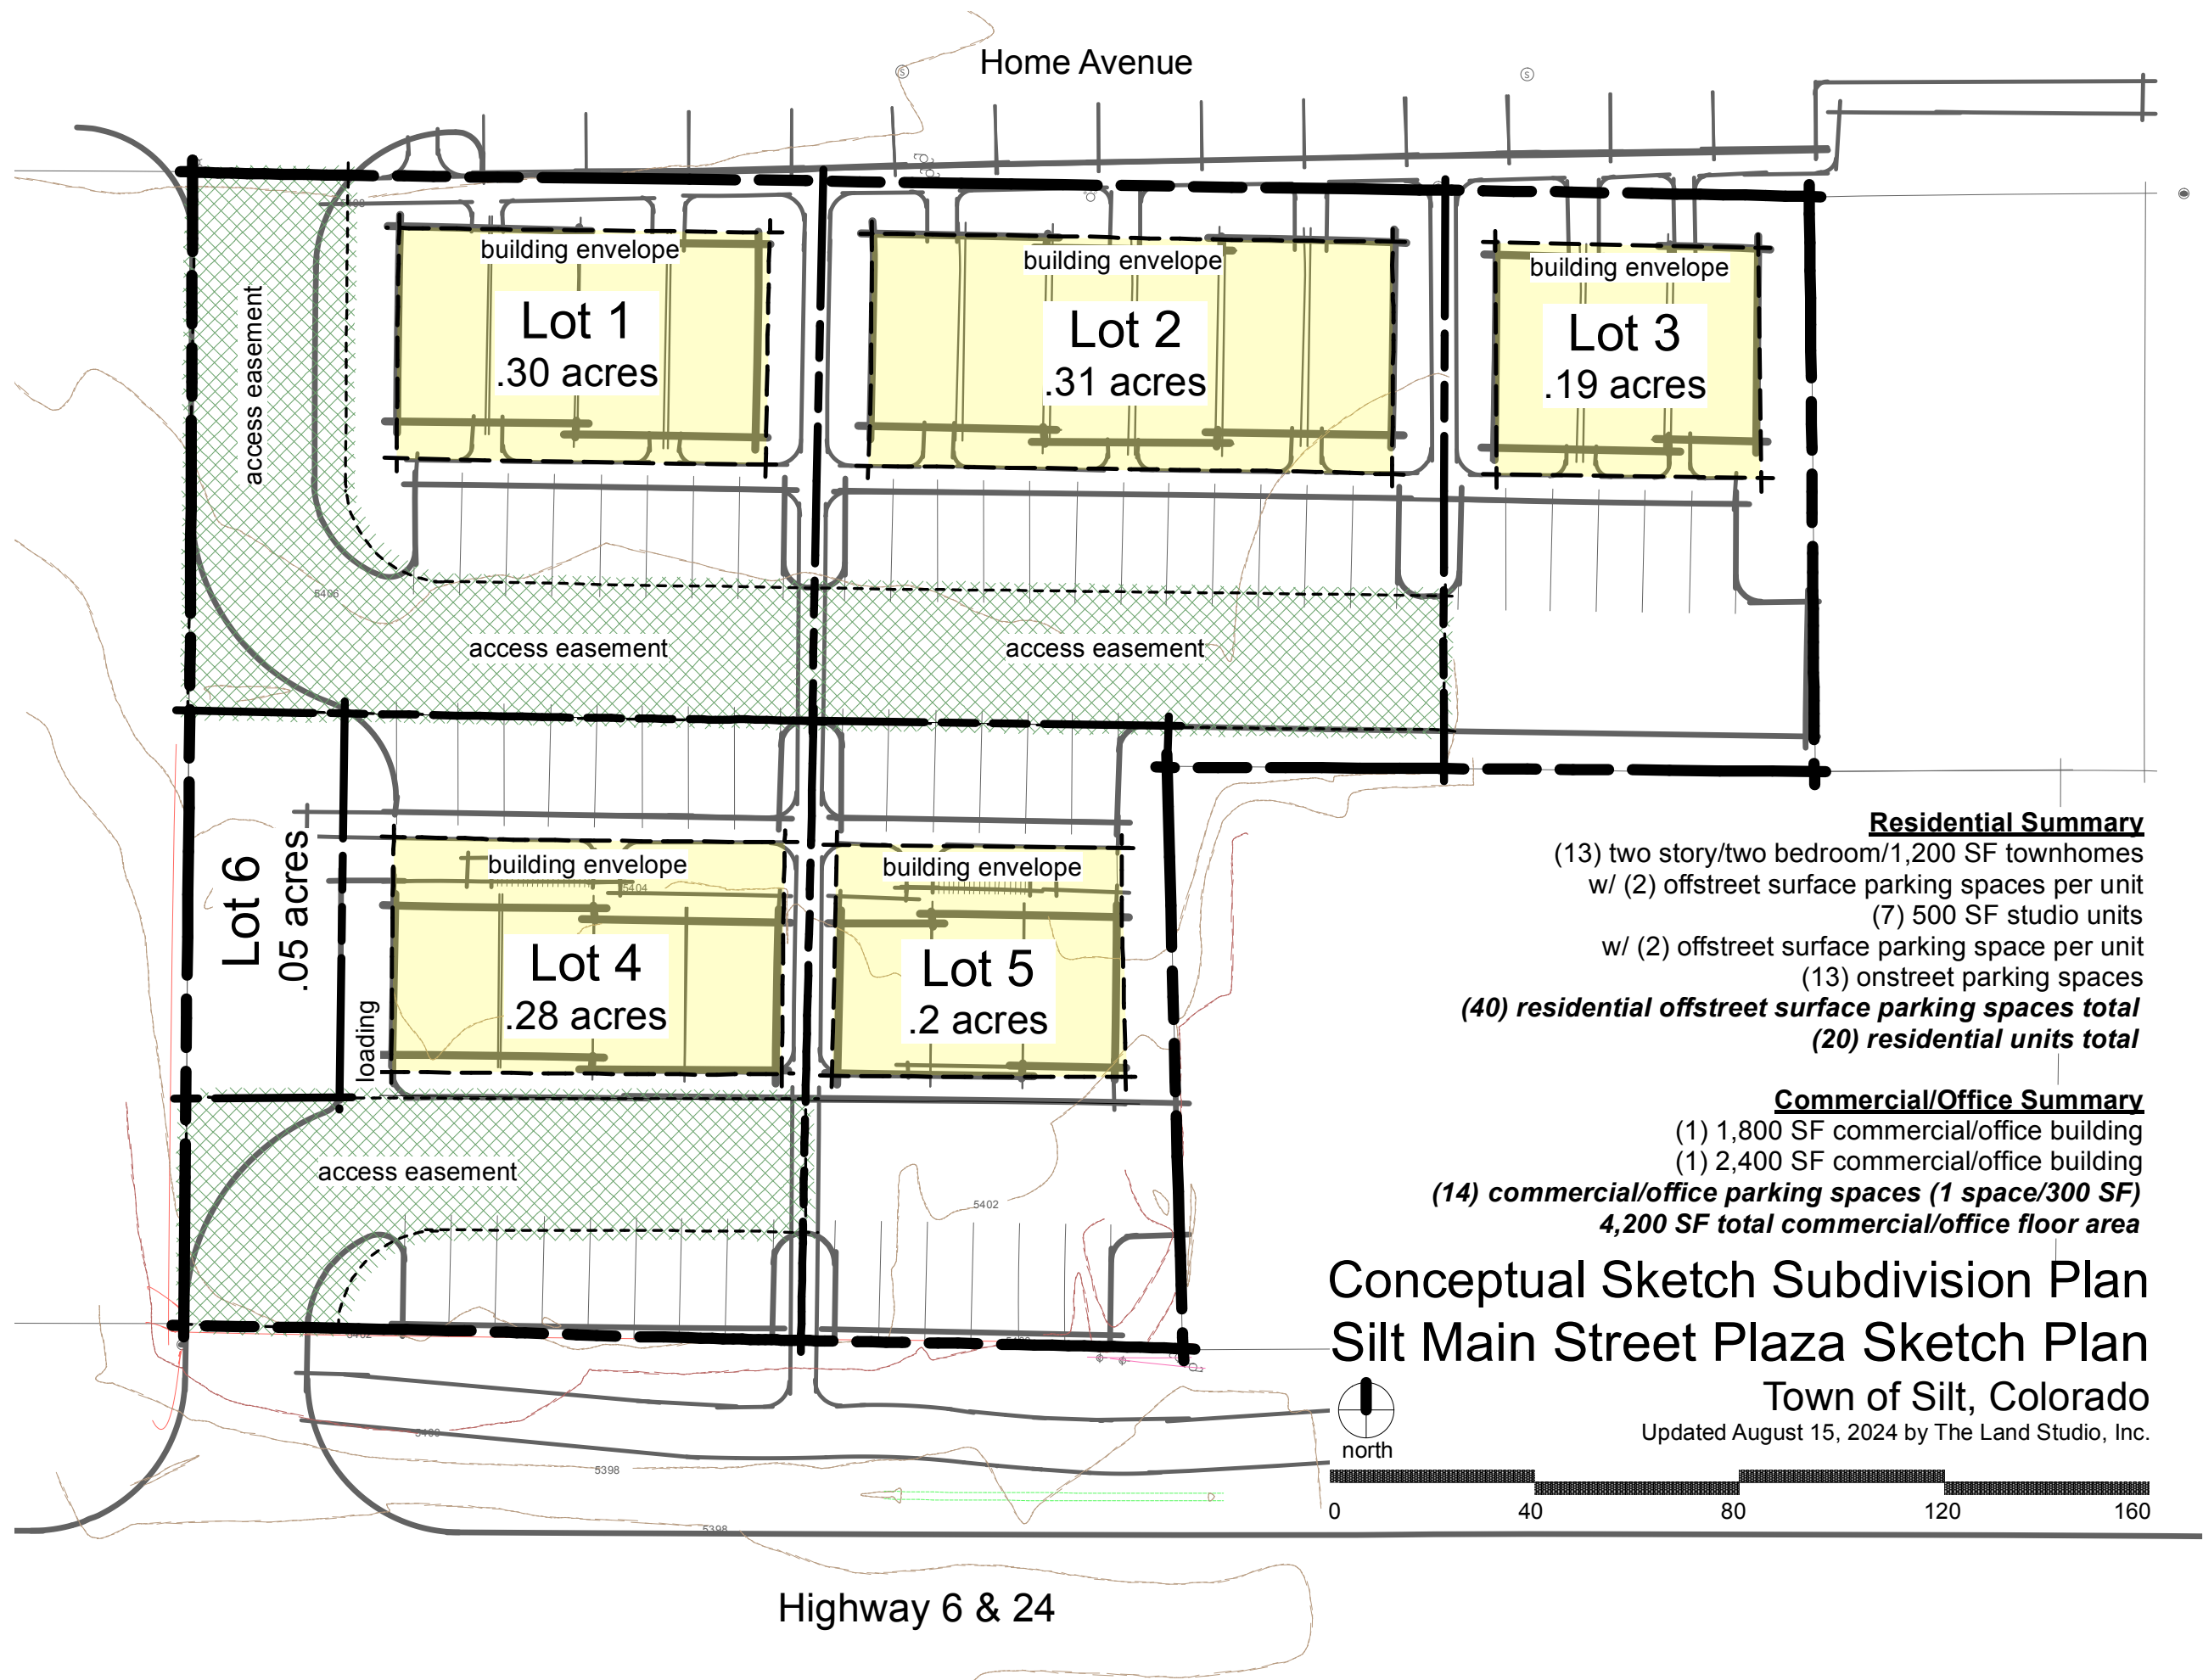 Home Avenue
building envelope
Lot 1
.30 acres
building envelope
Lot 2
.31 acres
building envelope
Lot 3
.19 acres
access easement
5406
access easement
access easement
Lot 6
.05 acres
loading
building envelope
5404
Lot 4
.28 acres
building envelope
Lot 5
.2 acres
access easement
5402
Residential Summary
(13) two story/two bedroom/1,200 SF townhomes
w/ (2) offstreet surface parking spaces per unit
(7) 500 SF studio units
w/ (2) offstreet surface parking space per unit
(13) onstreet parking spaces
(40) residential offstreet surface parking spaces total
(20) residential units total
Commercial/Office Summary
(1) 1,800 SF commercial/office building
(1) 2,400 SF commercial/office building
(14) commercial/office parking spaces (1 space/300 SF)
4,200 SF total commercial/office floor area
Conceptual Sketch Subdivision Plan
Silt Main Street Plaza Sketch Plan
Town of Silt, Colorado
Updated August 15, 2024 by The Land Studio, Inc.
north
0 40 80 120 160
5398
5398
Highway 6 & 24